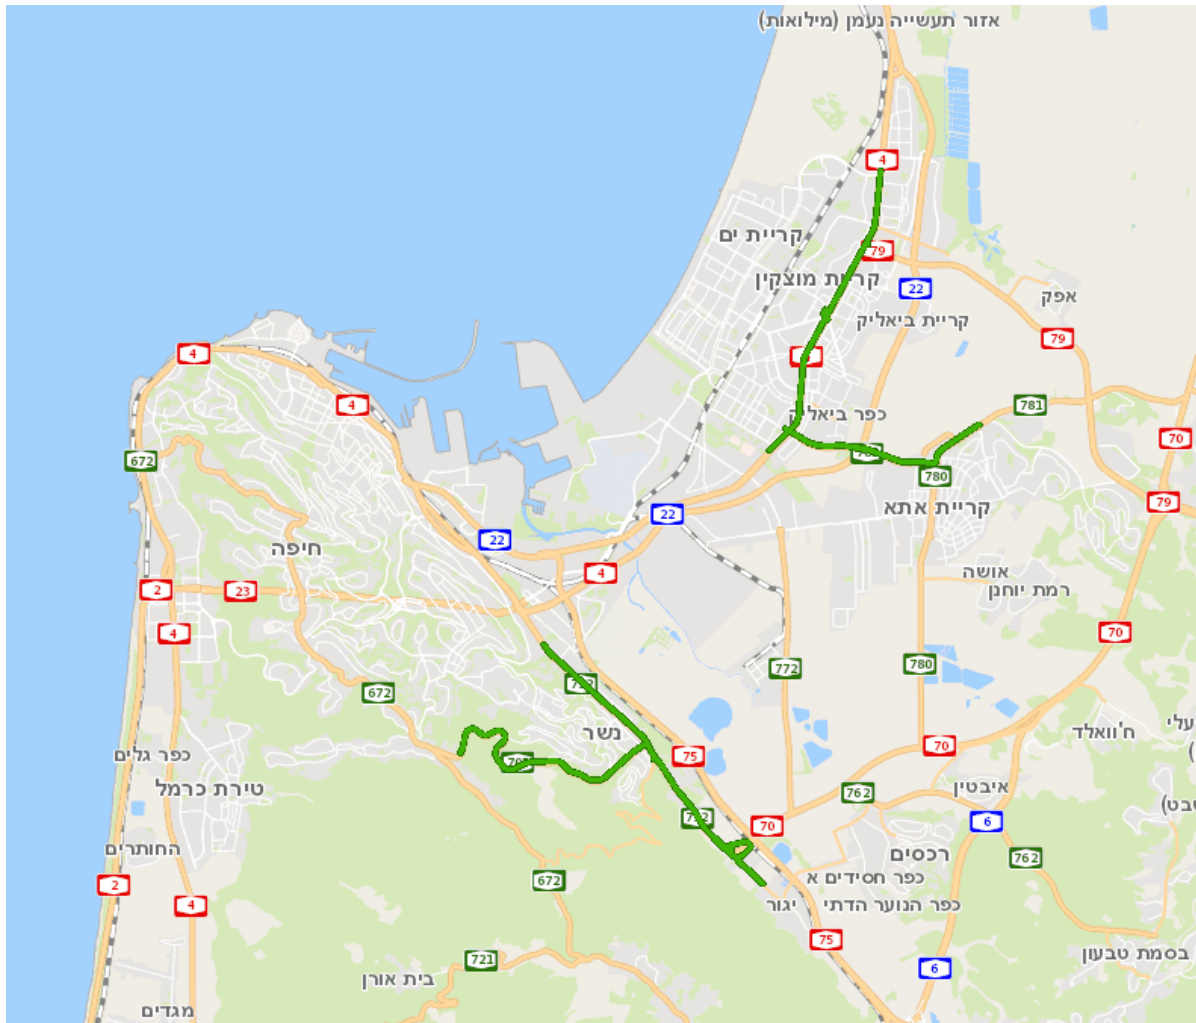 אזור תעשייה נעמן (מילואות)
4
קריית ים
79
קריית מוצקין
22
אפק
קריית ביאליק
79
4
4
781
כפר ביאליק
70
672
780
79
קריית אתא
22
22
חיפה
4
אושה
2
23
רמת יוחנן
4
70
780
772
672
נשר
ח'וואלד
70
75
כפר גלים
טירת כרמל
איבטין
762
6
70
החותרים
רכסים
762
כפר חסידים א
672
2
4
יגור
כפר הנוער הדתי
75
בסמת טבעון
721
6
בית אורן
מגדים